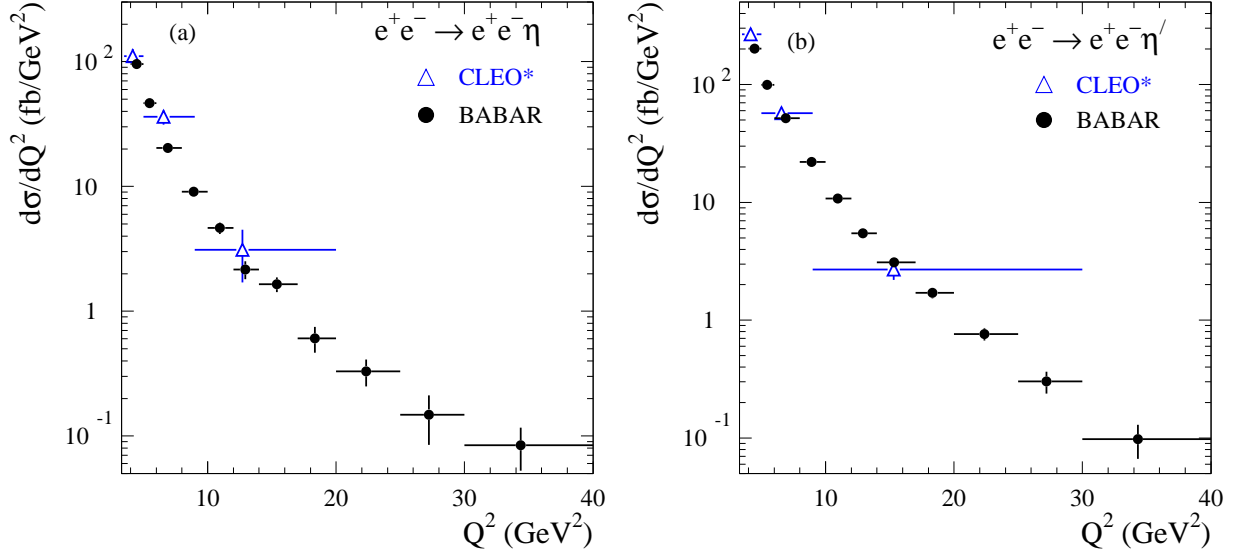 dσ/dQ² (fb/GeV²)
(a)
e⁺e⁻ → e⁺e⁻η
CLEO*
BABAR
10²
10
1
10⁻¹
10
20
30
40
Q² (GeV²)
dσ/dQ² (fb/GeV²)
(b)
e⁺e⁻ → e⁺e⁻η′
CLEO*
BABAR
10²
10
1
10⁻¹
10
20
30
40
Q² (GeV²)